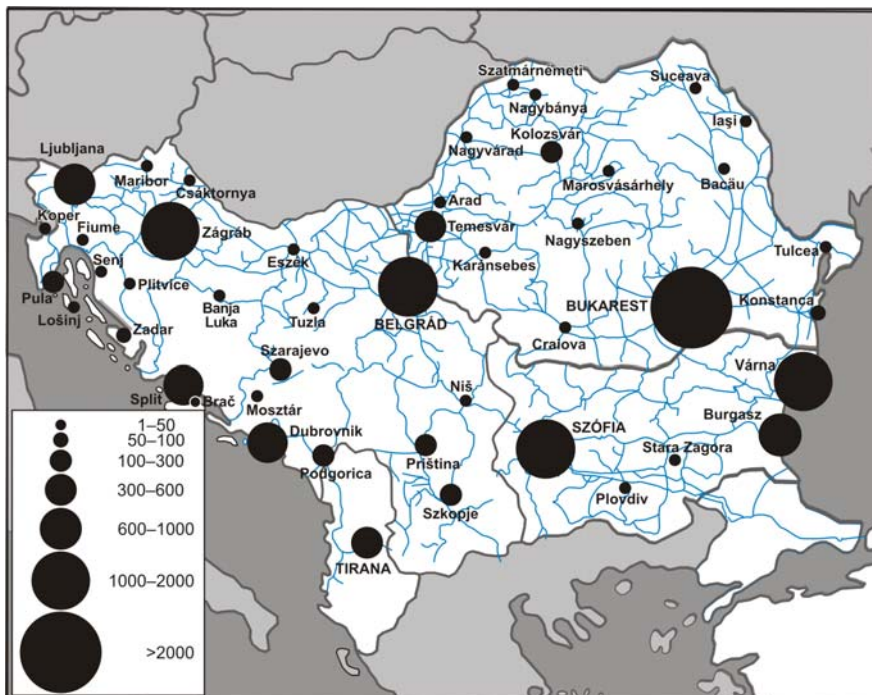 Szatmárnémeti
Suceava
Nagybánya
Iaşi
Kolozsvár
Ljubljana
Nagyvárad
Maribor
Marosvásárhely
Bacău
Csáktornya
Arad
Koper
Fiume
Zágráb
Temesvár
Nagyszeben
Eszék
Karánsebes
Tulcea
Senj
Plitvice
Pula
Banja
Luka
BUKAREST
Konstanca
Lošinj
Tuzla
BELGRÁD
Zadar
Craiova
Szarajevo
Várna
Niš
Split
Brač
Mosztár
Burgasz
SZÓFIA
Dubrovnik
Stara Zagora
Priština
Podgorica
Plovdiv
Szkopje
TIRANA
1–50
50–100
100–300
300–600
600–1000
1000–2000
>2000